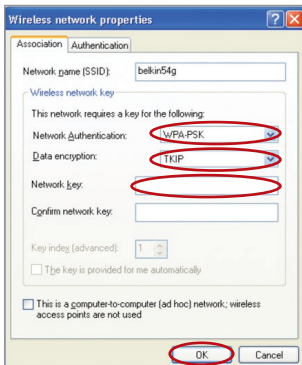 Wireless network properties
Association Authentication
Network name (SSID): belkin54g
Wireless network key
This network requires a key for the following:
Network Authentication: WPA-PSK
Data encryption: TKIP
Network key:
Confirm network key:
Key index (advanced): 1
The key is provided for me automatically
This is a computer-to-computer (ad hoc) network; wireless
access points are not used
OK Cancel